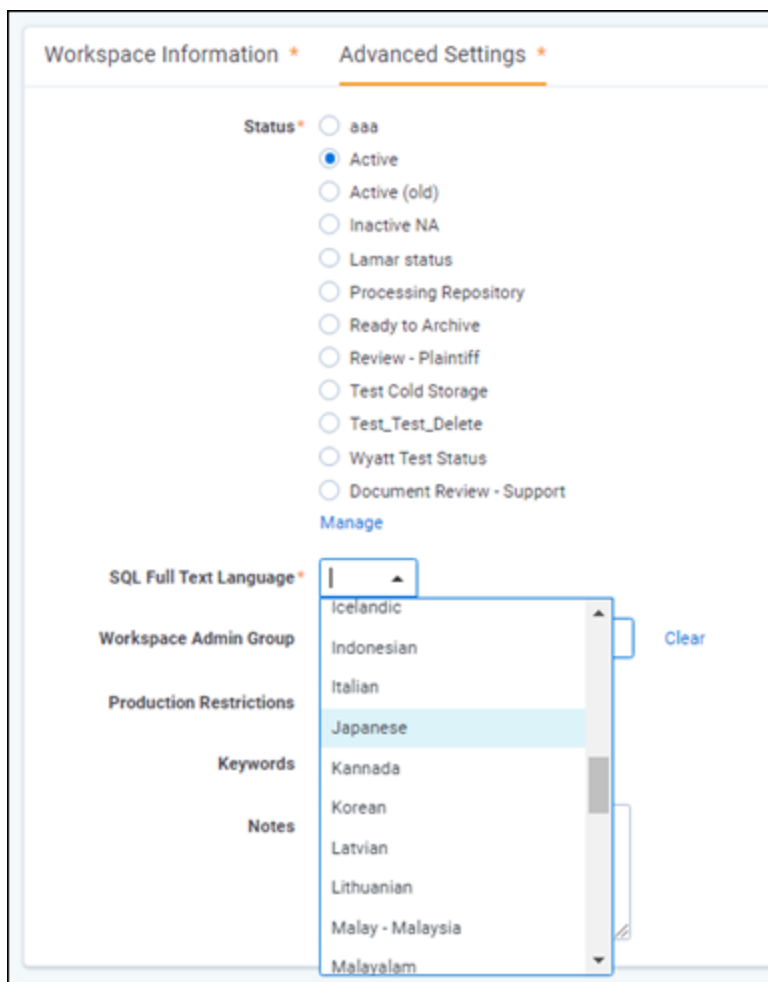 Workspace Information * Advanced Settings *
Status* aaa
Active
Active (old)
Inactive NA
Lamar status
Processing Repository
Ready to Archive
Review - Plaintiff
Test Cold Storage
Test_Test_Delete
Wyatt Test Status
Document Review - Support
Manage
SQL Full Text Language*
Icelandic
Workspace Admin Group Clear
Indonesian
Italian
Production Restrictions
Japanese
Keywords
Kannada
Korean
Notes
Latvian
Lithuanian
Malay - Malaysia
Malayalam